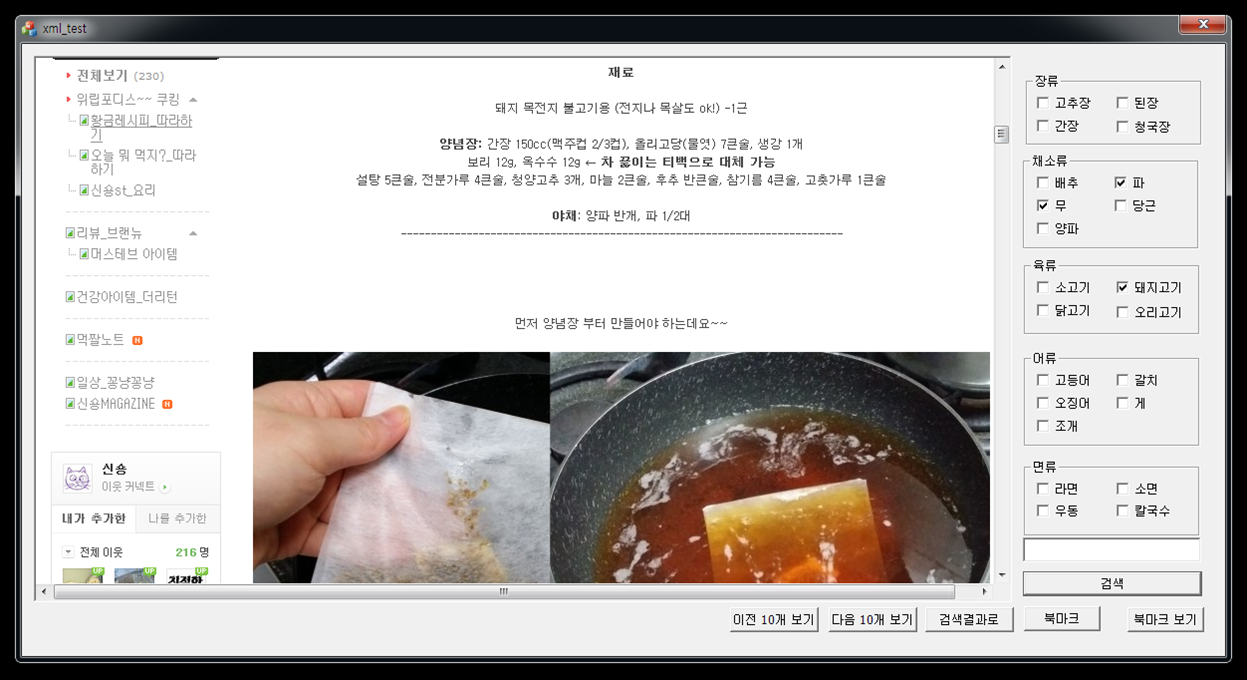 xml_test
전체보기 (230)
위립포디스~~ 쿠킹
황금레시피_따라하
기
오늘 뭐 먹지?_따라
하기
신숑st_요리
리뷰_브랜뉴
머스테브 아이템
건강아이템_더리턴
먹짤노트 N
일상_꽁냥꽁냥
신숑MAGAZINE N
신숑
이웃 커넥트
내가 추가한 나를 추가한
전체 이웃 216 명
UP UP UP
재료
돼지 목전지 불고기용 (전지나 목살도 ok!) -1근
양념장: 간장 150cc(맥주컵 2/3컵), 올리고당(물엿) 7큰술, 생강 1개
보리 12g, 옥수수 12g ← 차 끓이는 티백으로 대체 가능
설탕 5큰술, 전분가루 4큰술, 청양고추 3개, 마늘 2큰술, 후추 반큰술, 참기름 4큰술, 고춧가루 1큰술
야채: 양파 반개, 파 1/2대
먼저 양념장 부터 만들어야 하는데요~~
장류
고추장 된장
간장 청국장
채소류
배추 파
무 당근
양파
육류
소고기 돼지고기
닭고기 오리고기
어류
고등어 갈치
오징어 게
조개
면류
라면 소면
우동 칼국수
검색
이전 10개 보기 다음 10개 보기 검색결과로 북마크 북마크 보기